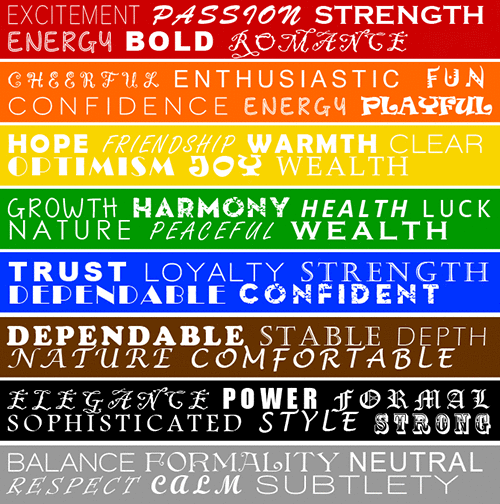 EXCITEMENT PASSION STRENGTH
ENERGY BOLD ROMANCE
CHEERFUL ENTHUSIASTIC FUN
CONFIDENCE ENERGY PLAYFUL
HOPE FRIENDSHIP WARMTH CLEAR
OPTIMISM JOY WEALTH
GROWTH HARMONY HEALTH LUCK
NATURE PEACEFUL WEALTH
TRUST LOYALTY STRENGTH
DEPENDABLE CONFIDENT
DEPENDABLE STABLE DEPTH
NATURE COMFORTABLE
ELEGANCE POWER FORMAL
SOPHISTICATED STYLE STRONG
BALANCE FORMALITY NEUTRAL
RESPECT CALM SUBTLETY